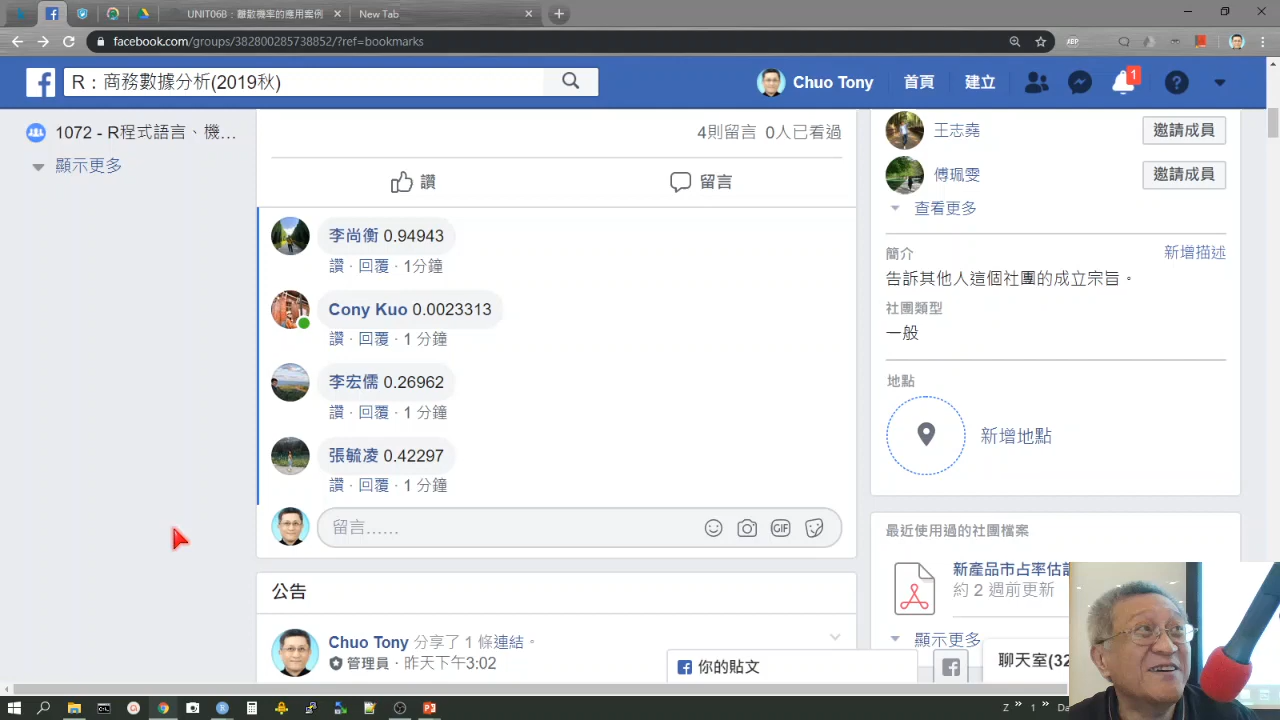 UNIT06B：離散機率的應用案例
New Tab
facebook.com/groups/382800285738852/?ref=bookmarks
ABP
R：商務數據分析(2019秋)
Chuo Tony
首頁
建立
1
1072 - R程式語言、機…
顯示更多
4則留言 0人已看過
讚
留言
李尚衡 0.94943
讚 · 回覆 · 1分鐘
Cony Kuo 0.0023313
讚 · 回覆 · 1 分鐘
李宏儒 0.26962
讚 · 回覆 · 1 分鐘
張毓凌 0.42297
讚 · 回覆 · 1 分鐘
留言……
GIF
公告
Chuo Tony 分享了 1 條連結。
管理員 · 昨天下午3:02
你的貼文
王志堯
邀請成員
傅珮雯
邀請成員
查看更多
簡介
新增描述
告訴其他人這個社團的成立宗旨。
社團類型
一般
地點
新增地點
最近使用過的社團檔案
新產品市占率估計
約 2 週前更新
顯示更多
聊天室(32
Z
1
Da